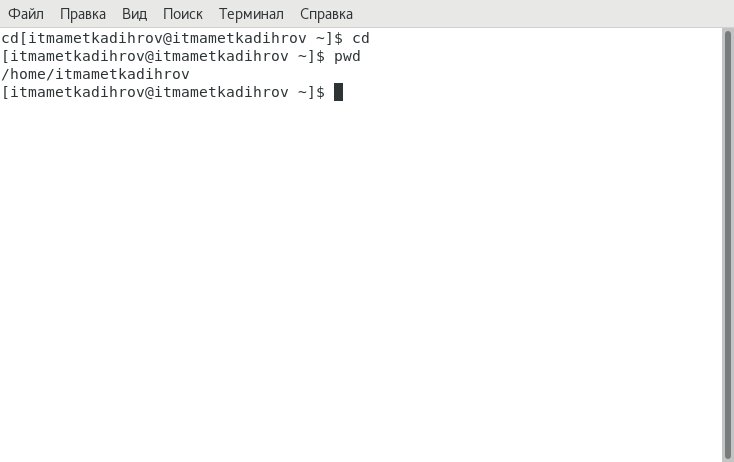 Файл Правка Вид Поиск Терминал Справка
cd[itmametkadihrov@itmametkadihrov ~]$ cd
[itmametkadihrov@itmametkadihrov ~]$ pwd
/home/itmametkadihrov
[itmametkadihrov@itmametkadihrov ~]$